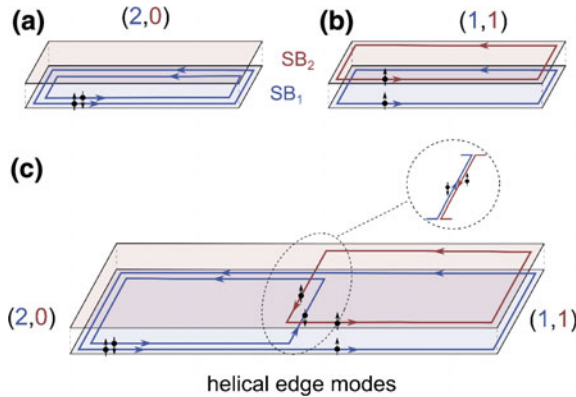 (a) (2,0) (b) (1,1)
SB2
SB1
(c)
(2,0) (1,1)
helical edge modes